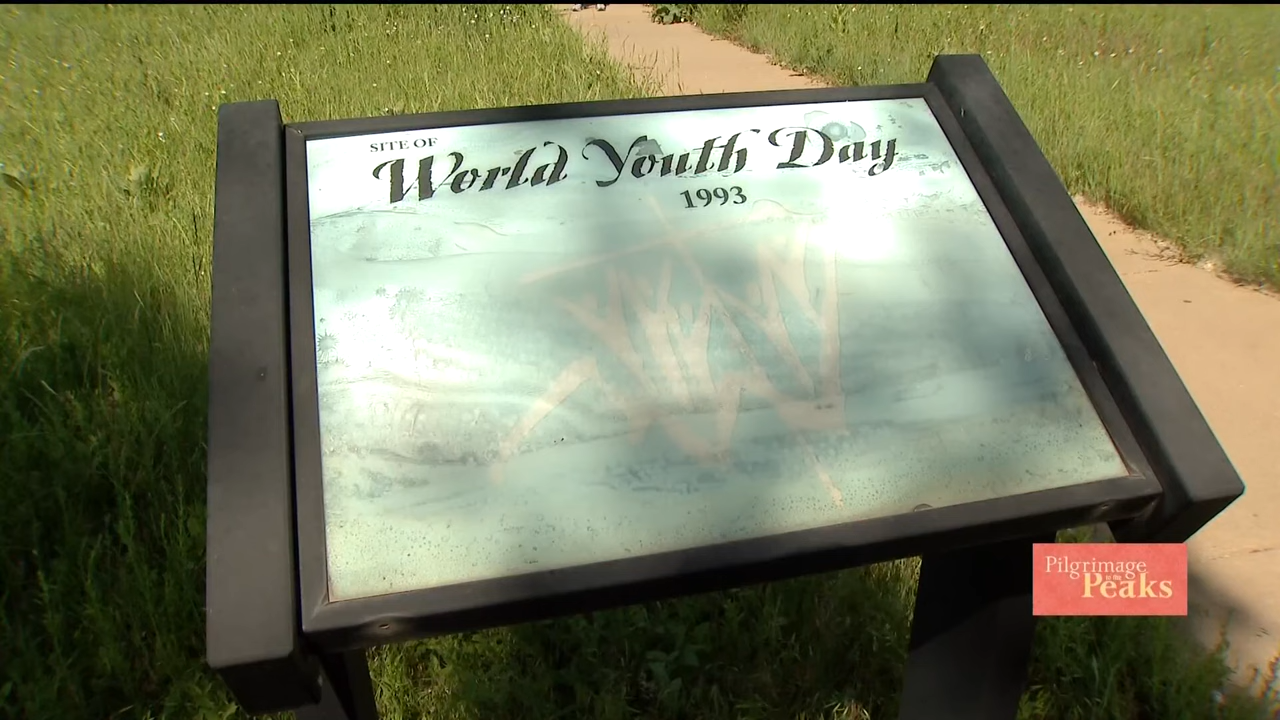 SITE OF
World Youth Day
1993
Pilgrimage
to the
Peaks